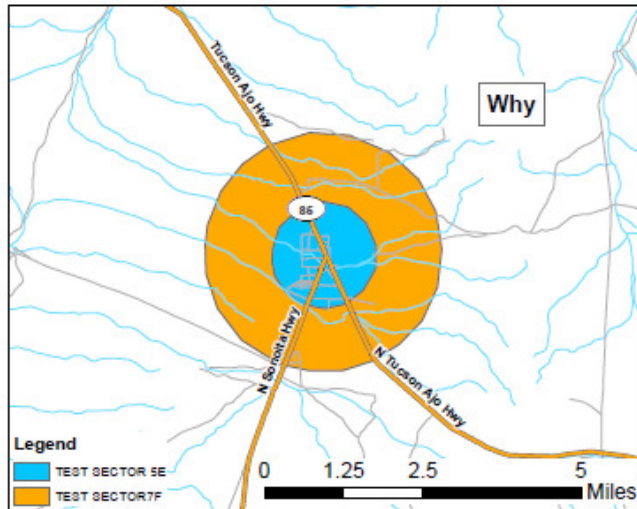 Tucson Ajo Hwy
Why
86
N Sonoita Hwy
N Tucson Ajo Hwy
Legend
TEST SECTOR 5E
TEST SECTOR7F
0 1.25 2.5 5
Miles